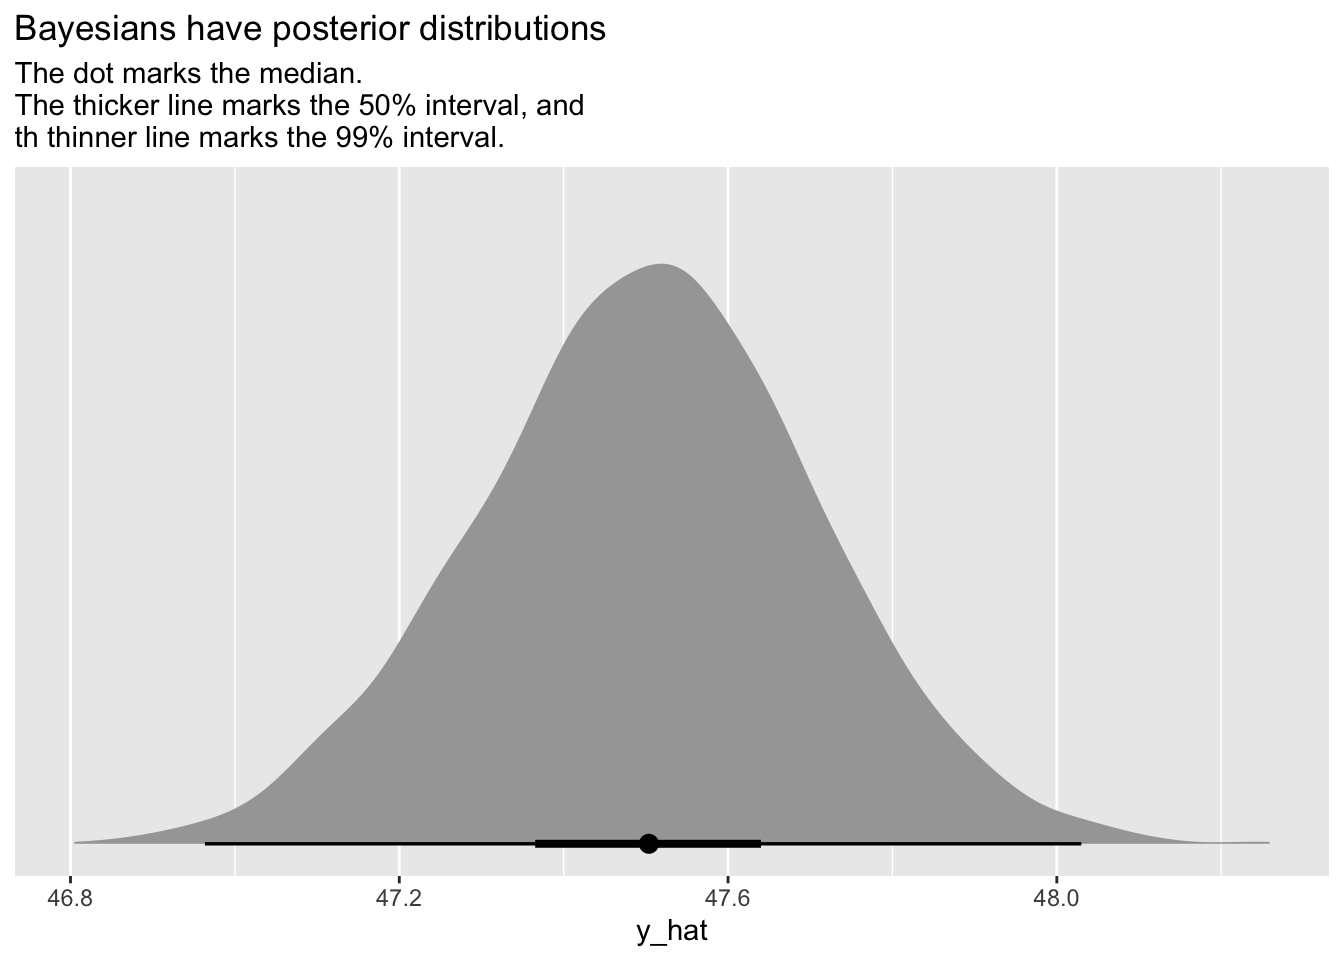 Bayesians have posterior distributions
The dot marks the median.
The thicker line marks the 50% interval, and
th thinner line marks the 99% interval.
46.8 47.2 47.6 48.0
y_hat